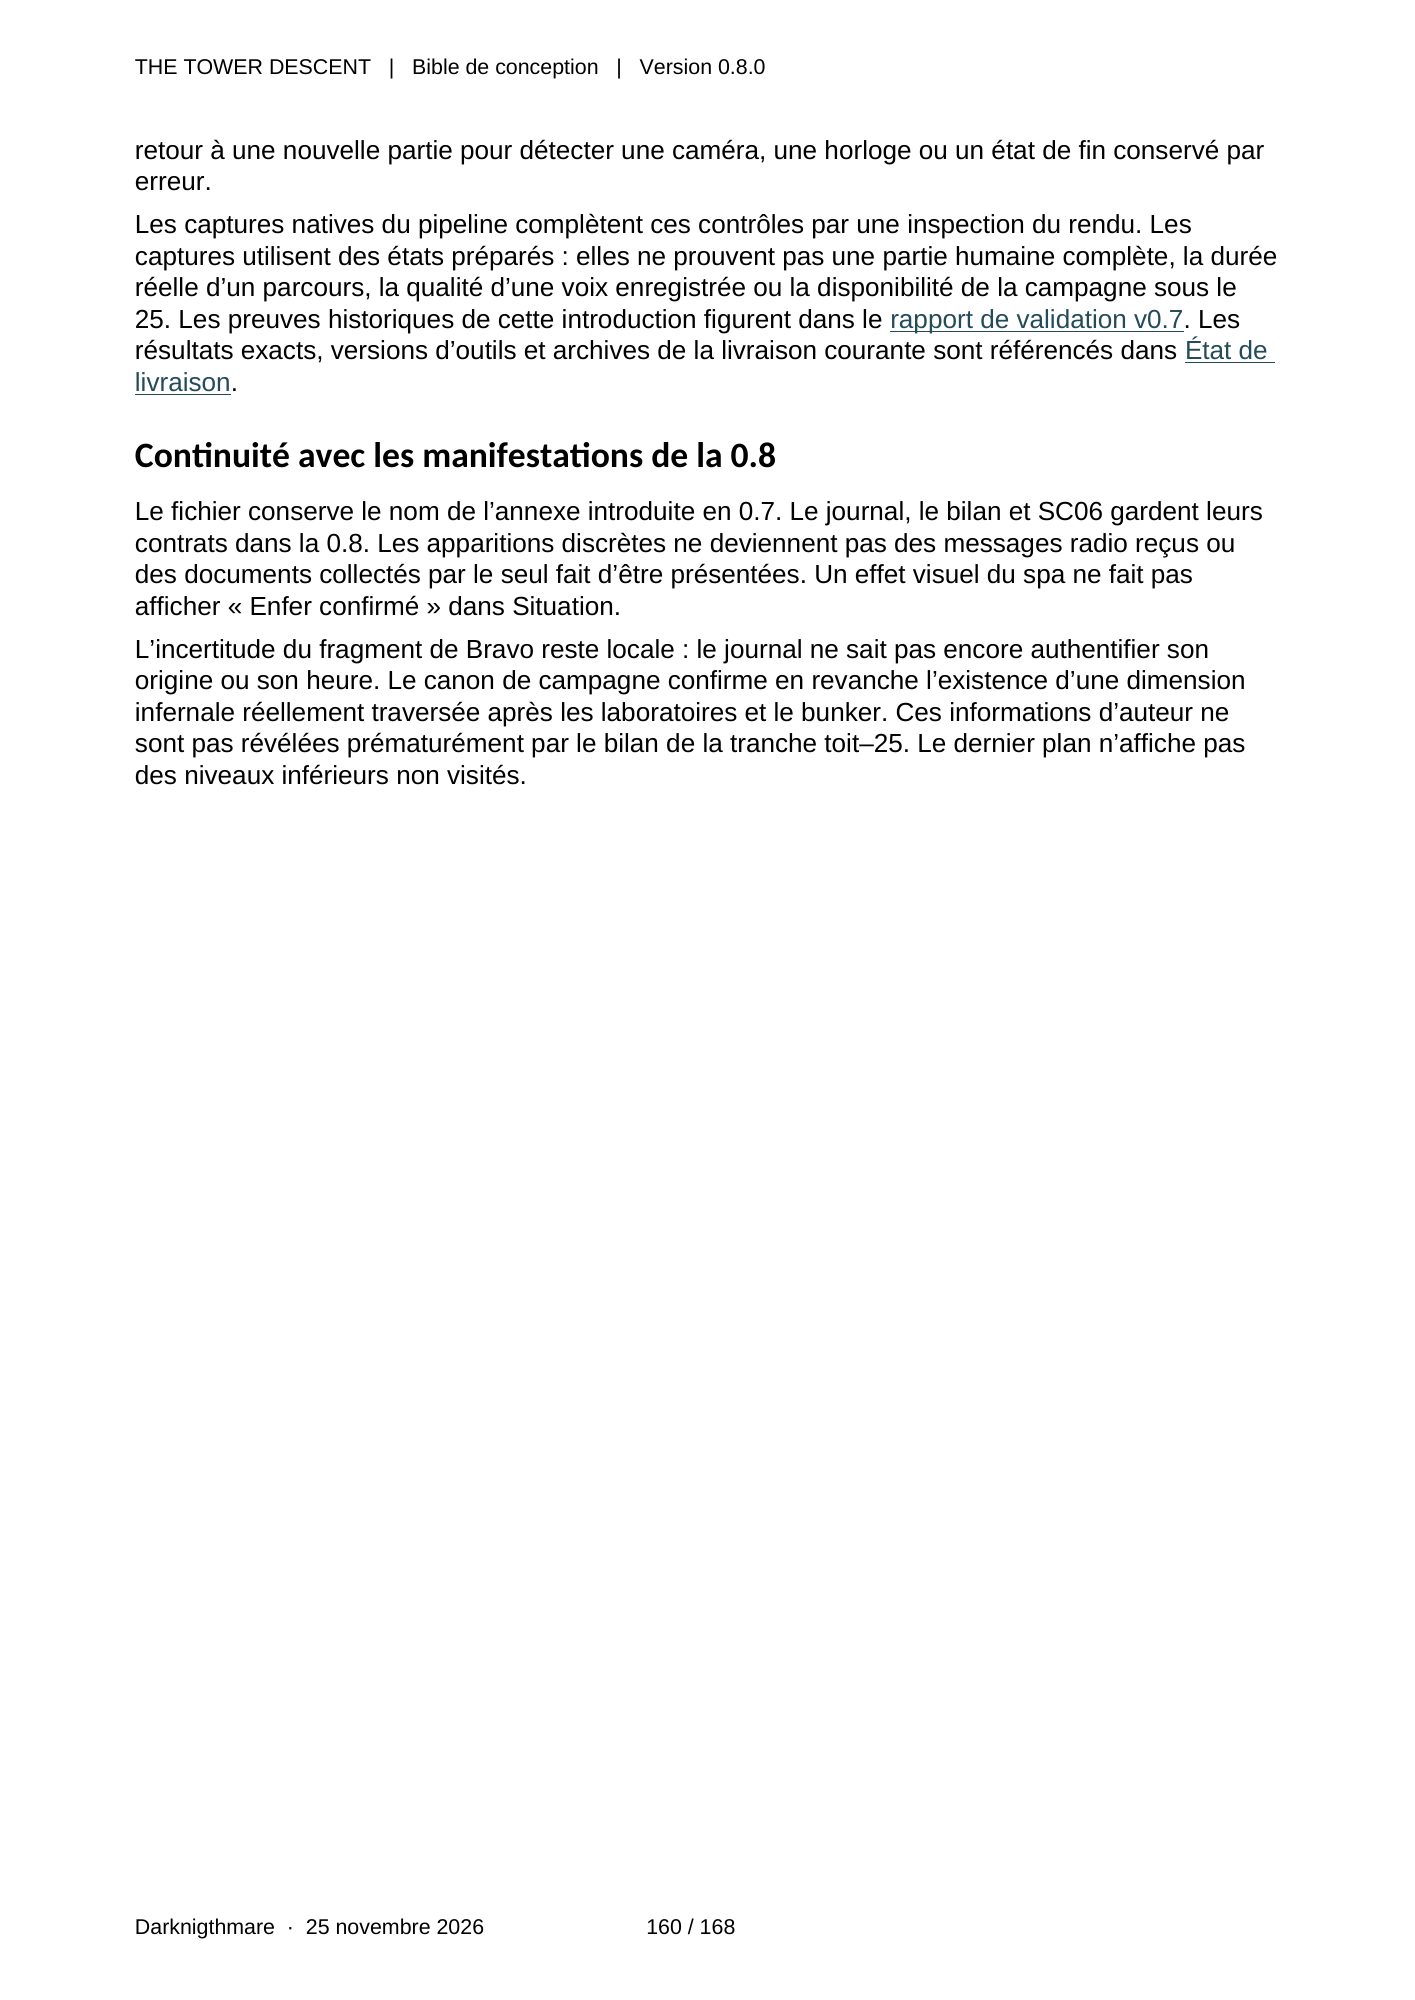 THE TOWER DESCENT | Bible de conception | Version 0.8.0
retour à une nouvelle partie pour détecter une caméra, une horloge ou un état de fin conservé par
erreur.
Les captures natives du pipeline complètent ces contrôles par une inspection du rendu. Les
captures utilisent des états préparés : elles ne prouvent pas une partie humaine complète, la durée
réelle d’un parcours, la qualité d’une voix enregistrée ou la disponibilité de la campagne sous le
25. Les preuves historiques de cette introduction figurent dans le rapport de validation v0.7. Les
résultats exacts, versions d’outils et archives de la livraison courante sont référencés dans État de
livraison.
Continuité avec les manifestations de la 0.8
Le fichier conserve le nom de l’annexe introduite en 0.7. Le journal, le bilan et SC06 gardent leurs
contrats dans la 0.8. Les apparitions discrètes ne deviennent pas des messages radio reçus ou
des documents collectés par le seul fait d’être présentées. Un effet visuel du spa ne fait pas
afficher « Enfer confirmé » dans Situation.
L’incertitude du fragment de Bravo reste locale : le journal ne sait pas encore authentifier son
origine ou son heure. Le canon de campagne confirme en revanche l’existence d’une dimension
infernale réellement traversée après les laboratoires et le bunker. Ces informations d’auteur ne
sont pas révélées prématurément par le bilan de la tranche toit–25. Le dernier plan n’affiche pas
des niveaux inférieurs non visités.
Darknigthmare · 25 novembre 2026 160 / 168